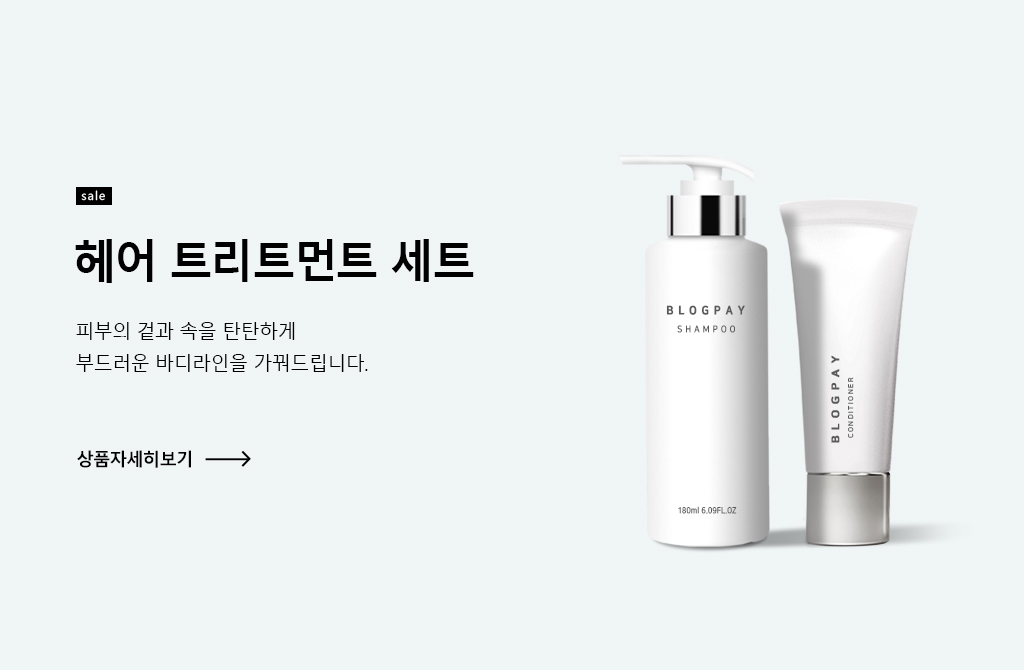 sale
헤어 트리트먼트 세트
피부의 겉과 속을 탄탄하게
부드러운 바디라인을 가꿔드립니다.
상품자세히보기
BLOGPAY
SHAMPOO
180ml 6.09FL.OZ
BLOGPAY
CONDITIONER